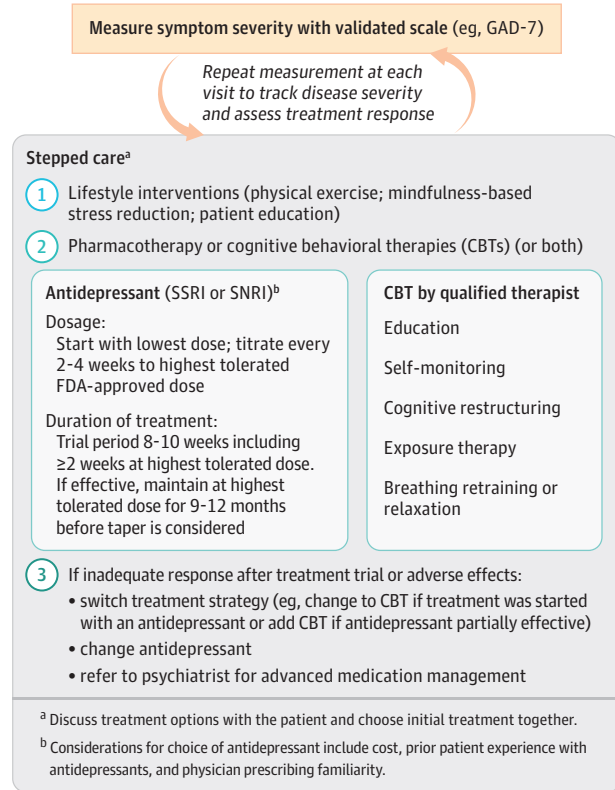 Measure symptom severity with validated scale (eg, GAD-7)
Repeat measurement at each
visit to track disease severity
and assess treatment response
Stepped care^a
1 Lifestyle interventions (physical exercise; mindfulness-based
stress reduction; patient education)
2 Pharmacotherapy or cognitive behavioral therapies (CBTs) (or both)
Antidepressant (SSRI or SNRI)^b
Dosage:
Start with lowest dose; titrate every
2-4 weeks to highest tolerated
FDA-approved dose
Duration of treatment:
Trial period 8-10 weeks including
≥2 weeks at highest tolerated dose.
If effective, maintain at highest
tolerated dose for 9-12 months
before taper is considered
CBT by qualified therapist
Education
Self-monitoring
Cognitive restructuring
Exposure therapy
Breathing retraining or
relaxation
3 If inadequate response after treatment trial or adverse effects:
• switch treatment strategy (eg, change to CBT if treatment was started
with an antidepressant or add CBT if antidepressant partially effective)
• change antidepressant
• refer to psychiatrist for advanced medication management
^a Discuss treatment options with the patient and choose initial treatment together.
^b Considerations for choice of antidepressant include cost, prior patient experience with
antidepressants, and physician prescribing familiarity.